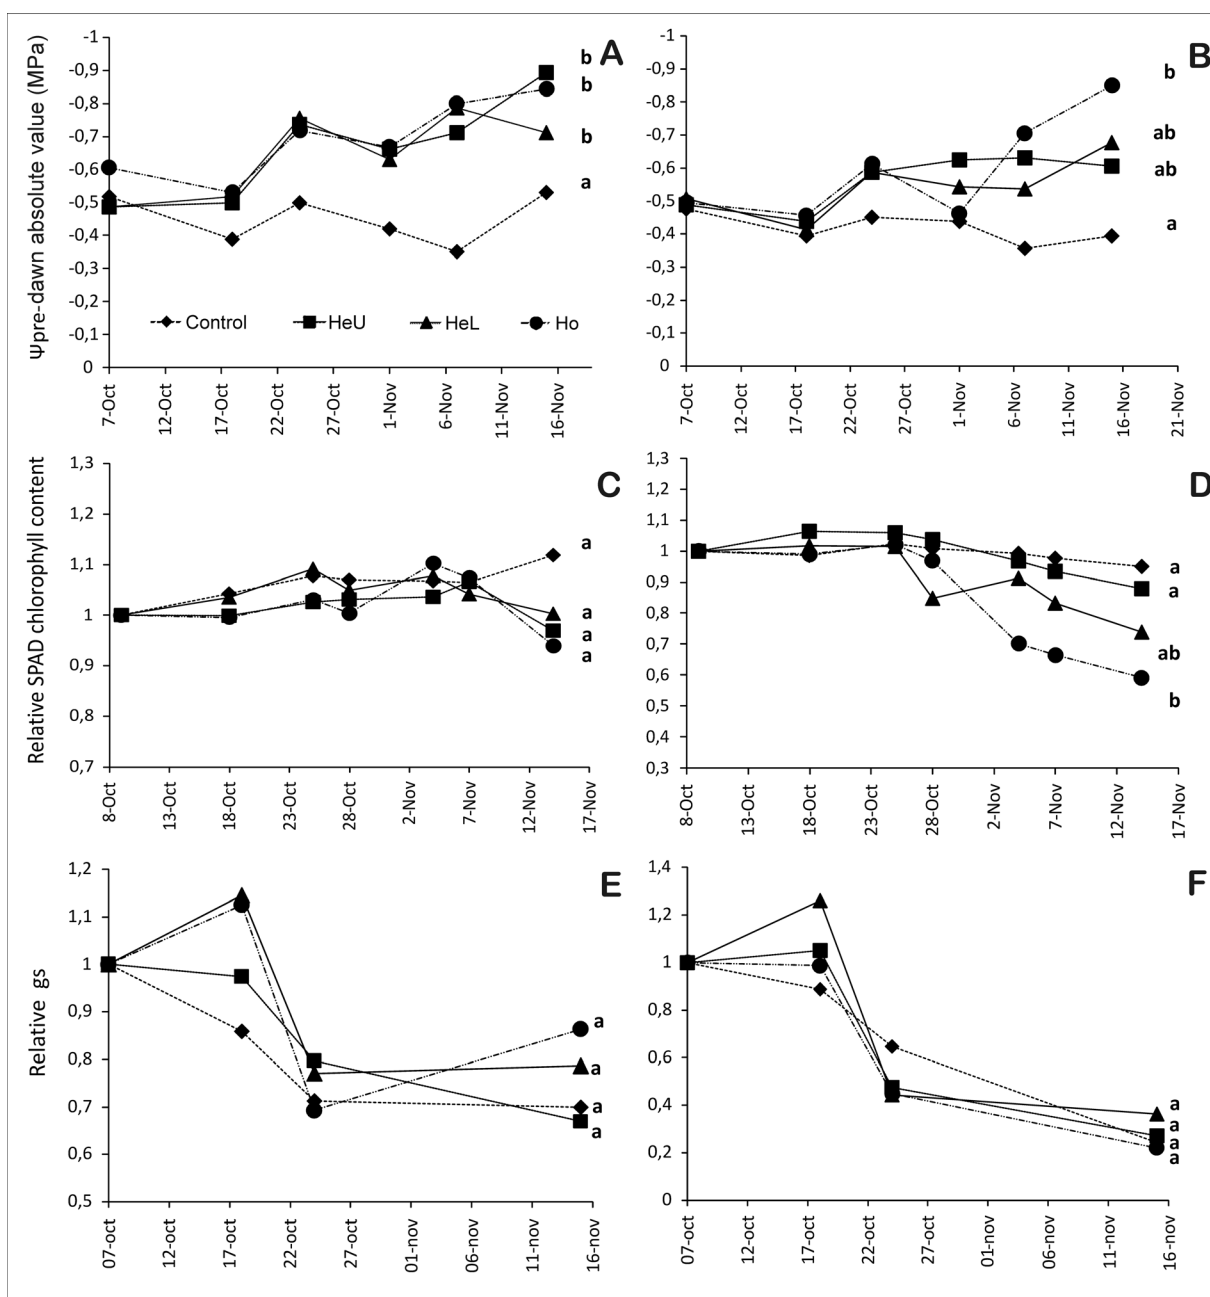 A
Ψpre-dawn absolute value (MPa)
-1
-0,9
-0,8
-0,7
-0,6
-0,5
-0,4
-0,3
-0,2
-0,1
0
b
b
b
a
Control HeU HeL Ho
7-Oct 12-Oct 17-Oct 22-Oct 27-Oct 1-Nov 6-Nov 11-Nov 16-Nov
B
-1
-0,9
-0,8
-0,7
-0,6
-0,5
-0,4
-0,3
-0,2
-0,1
0
b
ab
ab
a
7-Oct 12-Oct 17-Oct 22-Oct 27-Oct 1-Nov 6-Nov 11-Nov 16-Nov 21-Nov
C
Relative SPAD chlorophyll content
1,3
1,2
1,1
1
0,9
0,8
0,7
a
a
a
a
8-Oct 13-Oct 18-Oct 23-Oct 28-Oct 2-Nov 7-Nov 12-Nov 17-Nov
D
1,3
1,2
1,1
1
0,9
0,8
0,7
0,6
0,5
0,4
0,3
a
a
ab
b
8-Oct 13-Oct 18-Oct 23-Oct 28-Oct 2-Nov 7-Nov 12-Nov 17-Nov
E
Relative gs
1,2
1,1
1
0,9
0,8
0,7
0,6
0,5
a
a
a
a
07-oct 12-oct 17-oct 22-oct 27-oct 01-nov 06-nov 11-nov 16-nov
F
1,4
1,2
1
0,8
0,6
0,4
0,2
0
a
a
a
a
07-oct 12-oct 17-oct 22-oct 27-oct 01-nov 06-nov 11-nov 16-nov